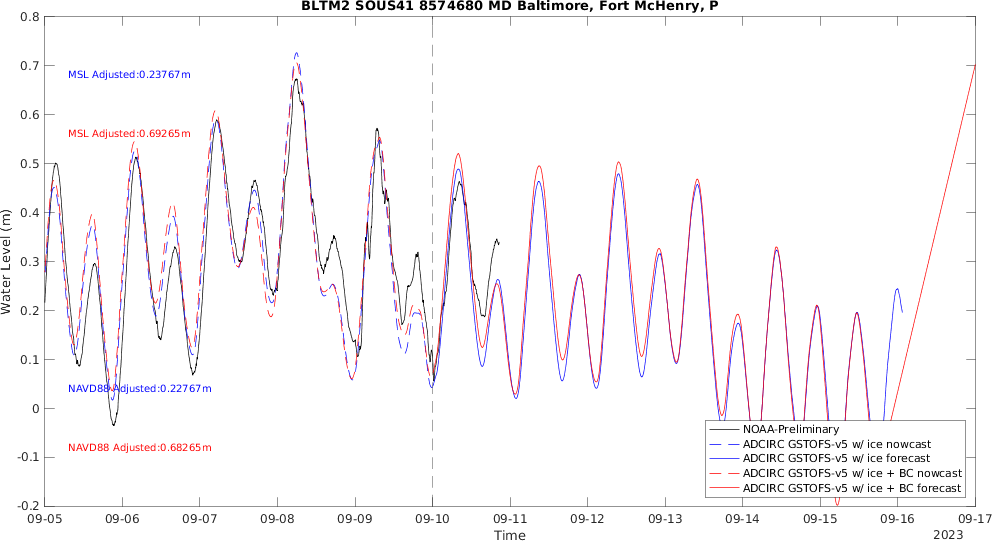 BLTM2 SOUS41 8574680 MD Baltimore, Fort McHenry, P
0.8
0.7
0.6
0.5
0.4
0.3
0.2
0.1
0
-0.1
-0.2
Water Level (m)
MSL Adjusted:0.23767m
MSL Adjusted:0.69265m
NAVD88 Adjusted:0.22767m
NAVD88 Adjusted:0.68265m
NOAA-Preliminary
ADCIRC GSTOFS-v5 w/ ice nowcast
ADCIRC GSTOFS-v5 w/ ice forecast
ADCIRC GSTOFS-v5 w/ ice + BC nowcast
ADCIRC GSTOFS-v5 w/ ice + BC forecast
09-05 09-06 09-07 09-08 09-09 09-10 09-11 09-12 09-13 09-14 09-15 09-16 09-17
Time
2023